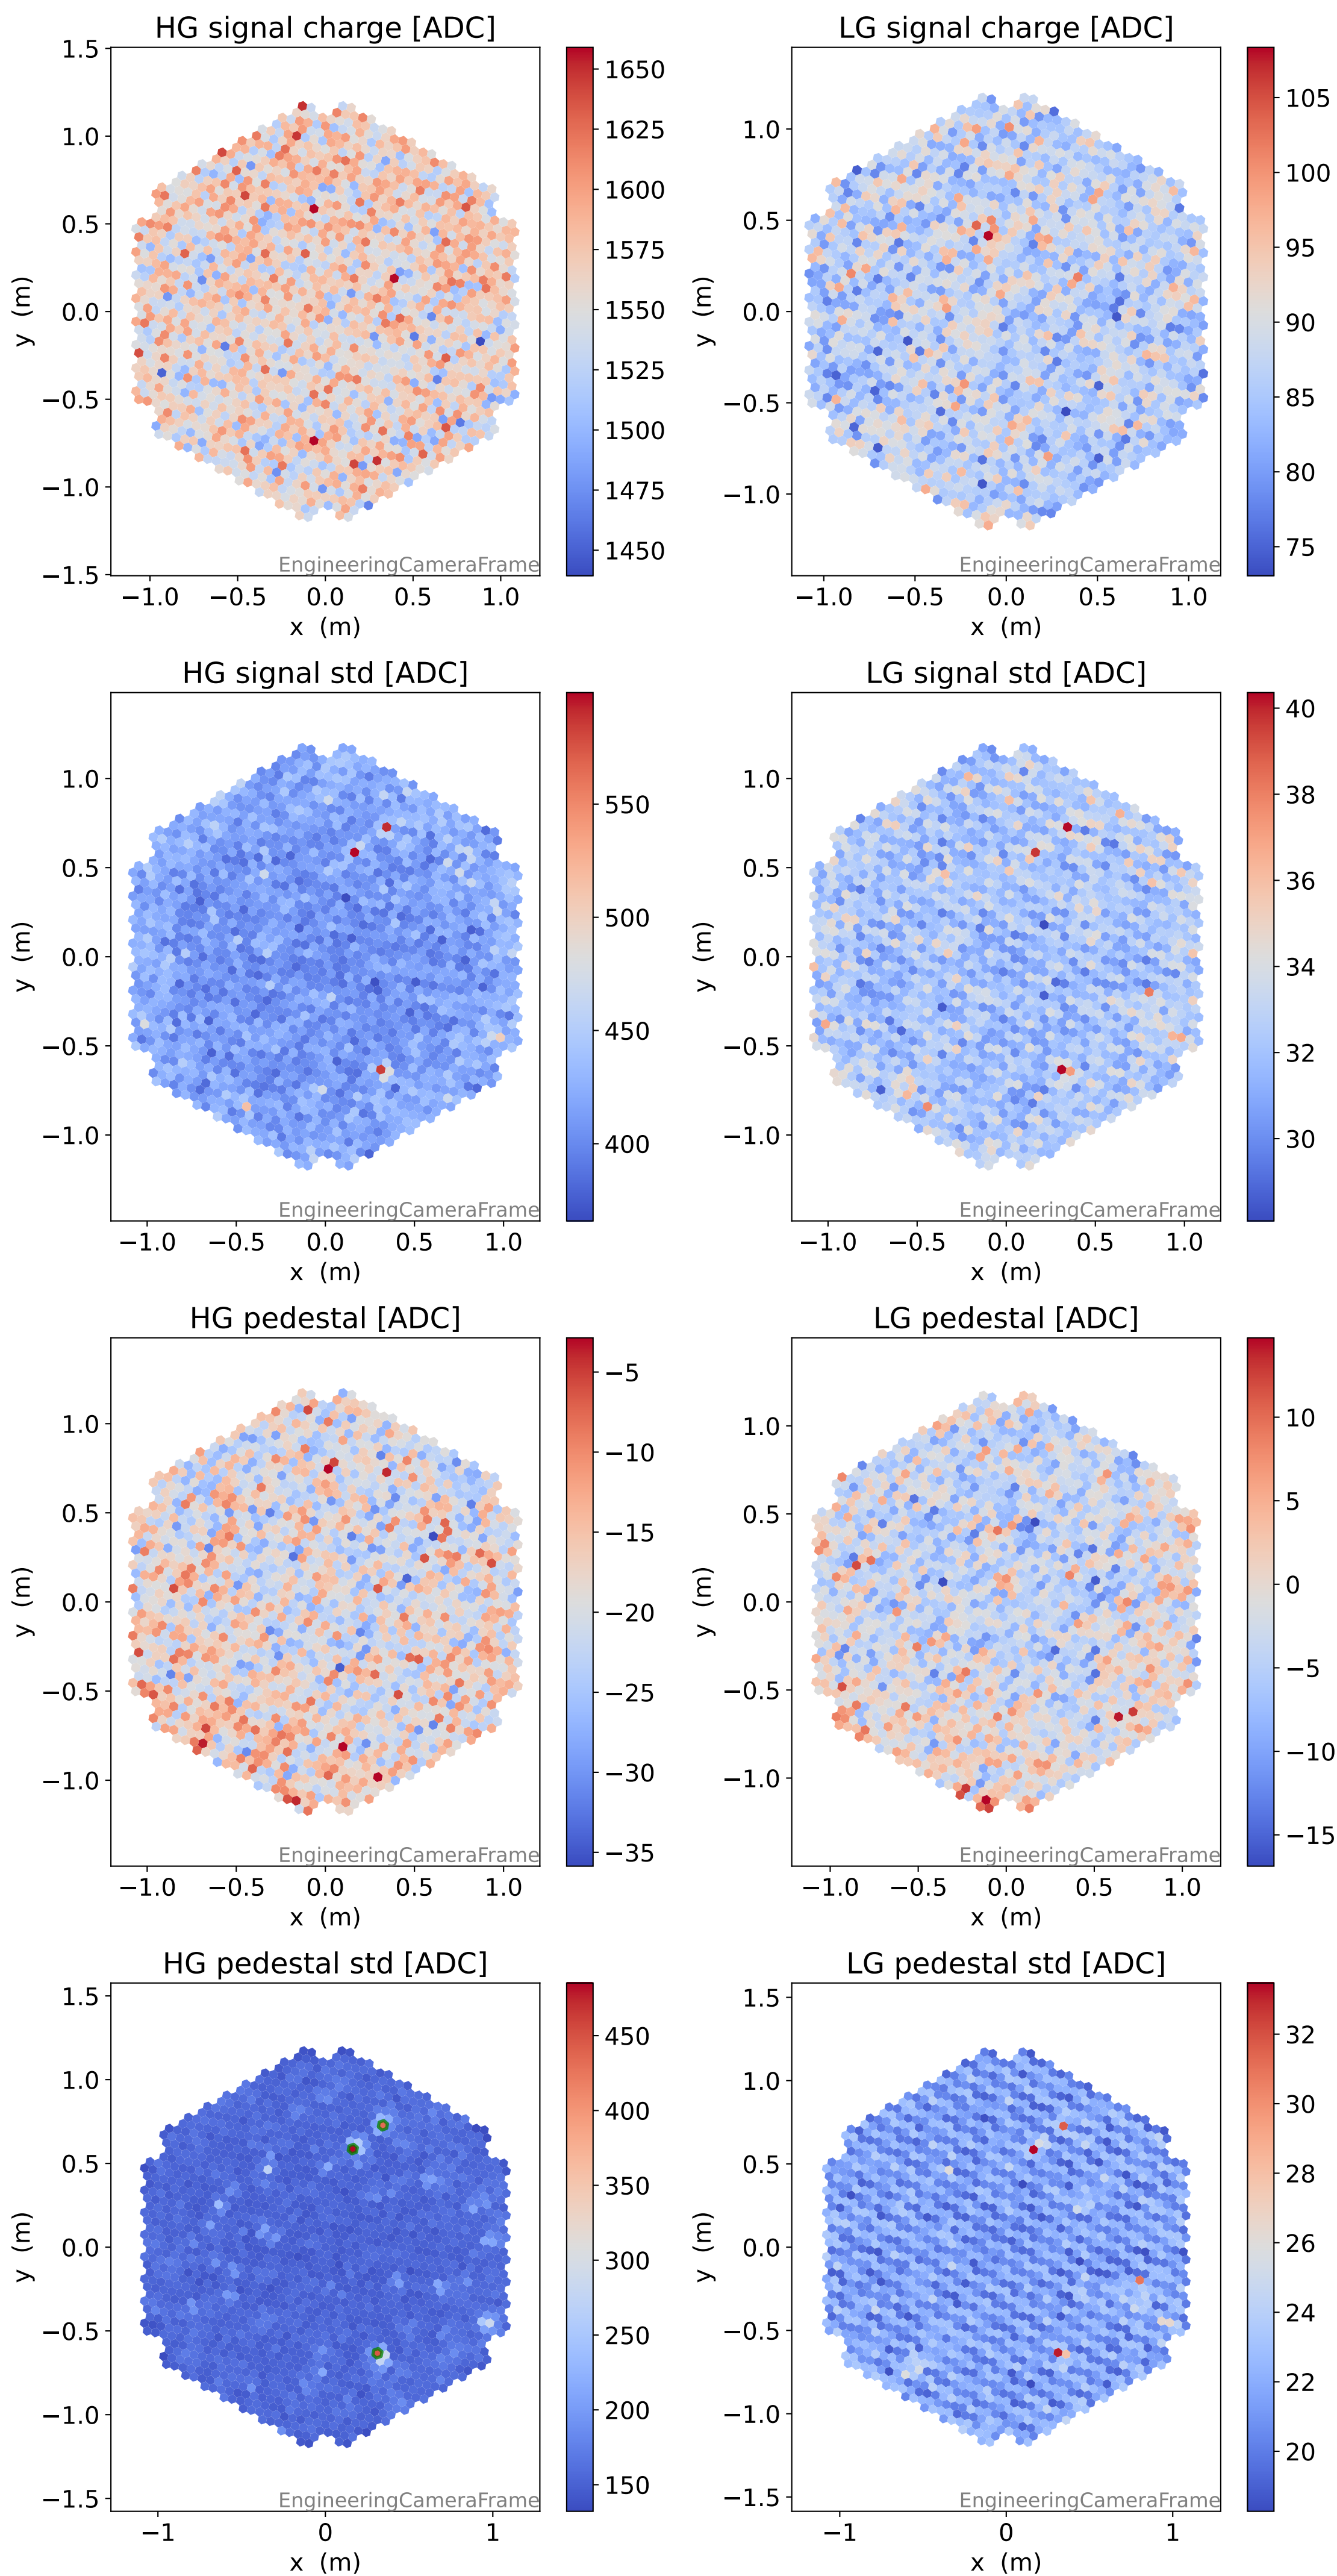 HG signal charge [ADC]
1.5
1.0
0.5
0.0
−0.5
−1.0
−1.5
y (m)
−1.0 −0.5 0.0 0.5 1.0
x (m)
EngineeringCameraFrame
1650
1625
1600
1575
1550
1525
1500
1475
1450
LG signal charge [ADC]
1.0
0.5
0.0
−0.5
−1.0
y (m)
−1.0 −0.5 0.0 0.5 1.0
x (m)
EngineeringCameraFrame
105
100
95
90
85
80
75
HG signal std [ADC]
1.0
0.5
0.0
−0.5
−1.0
y (m)
−1.0 −0.5 0.0 0.5 1.0
x (m)
EngineeringCameraFrame
550
500
450
400
LG signal std [ADC]
1.0
0.5
0.0
−0.5
−1.0
y (m)
−1.0 −0.5 0.0 0.5 1.0
x (m)
EngineeringCameraFrame
40
38
36
34
32
30
HG pedestal [ADC]
1.0
0.5
0.0
−0.5
−1.0
y (m)
−1.0 −0.5 0.0 0.5 1.0
x (m)
EngineeringCameraFrame
−5
−10
−15
−20
−25
−30
−35
LG pedestal [ADC]
1.0
0.5
0.0
−0.5
−1.0
y (m)
−1.0 −0.5 0.0 0.5 1.0
x (m)
EngineeringCameraFrame
10
5
0
−5
−10
−15
HG pedestal std [ADC]
1.5
1.0
0.5
0.0
−0.5
−1.0
−1.5
y (m)
−1 0 1
x (m)
EngineeringCameraFrame
450
400
350
300
250
200
150
LG pedestal std [ADC]
1.5
1.0
0.5
0.0
−0.5
−1.0
−1.5
y (m)
−1 0 1
x (m)
EngineeringCameraFrame
32
30
28
26
24
22
20